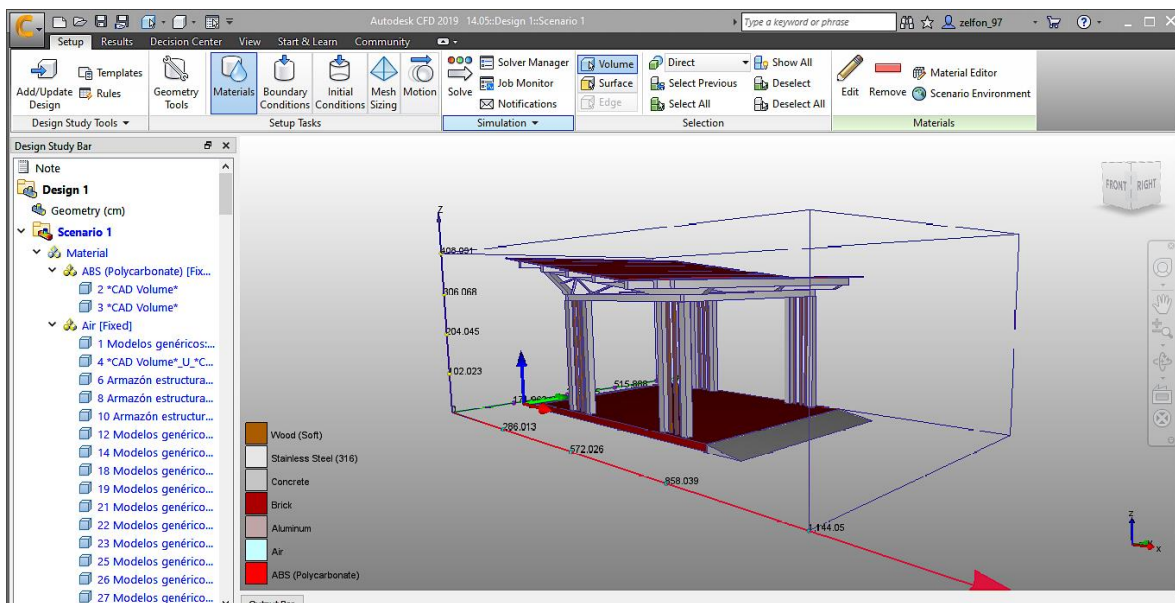 Autodesk CFD 2019 14.05::Design 1::Scenario 1
Type a keyword or phrase
zelfon_97
Setup Results Decision Center View Start & Learn Community
Add/Update Design
Templates
Rules
Geometry Tools
Materials
Boundary Conditions
Initial Conditions
Mesh Sizing
Motion
Solve
Solver Manager
Job Monitor
Notifications
Volume
Surface
Edge
Direct
Select Previous
Select All
Show All
Deselect
Deselect All
Edit
Remove
Material Editor
Scenario Environment
Design Study Tools
Setup Tasks
Simulation
Selection
Materials
Design Study Bar
Note
Design 1
Geometry (cm)
Scenario 1
Material
ABS (Polycarbonate) [Fix...
2 *CAD Volume*
3 *CAD Volume*
Air [Fixed]
1 Modelos genéricos:...
4 *CAD Volume*_U_*C...
6 Armazón estructura...
8 Armazón estructura...
10 Armazón estructur...
12 Modelos genérico...
14 Modelos genérico...
18 Modelos genérico...
19 Modelos genérico...
21 Modelos genérico...
22 Modelos genérico...
23 Modelos genérico...
25 Modelos genérico...
26 Modelos genérico...
27 Modelos genérico...
Z
408.091
306.068
204.045
102.023
286.013
572.026
858.039
1,144.05
FRONT
RIGHT
Wood (Soft)
Stainless Steel (316)
Concrete
Brick
Aluminum
Air
ABS (Polycarbonate)
z
x
Output Bar